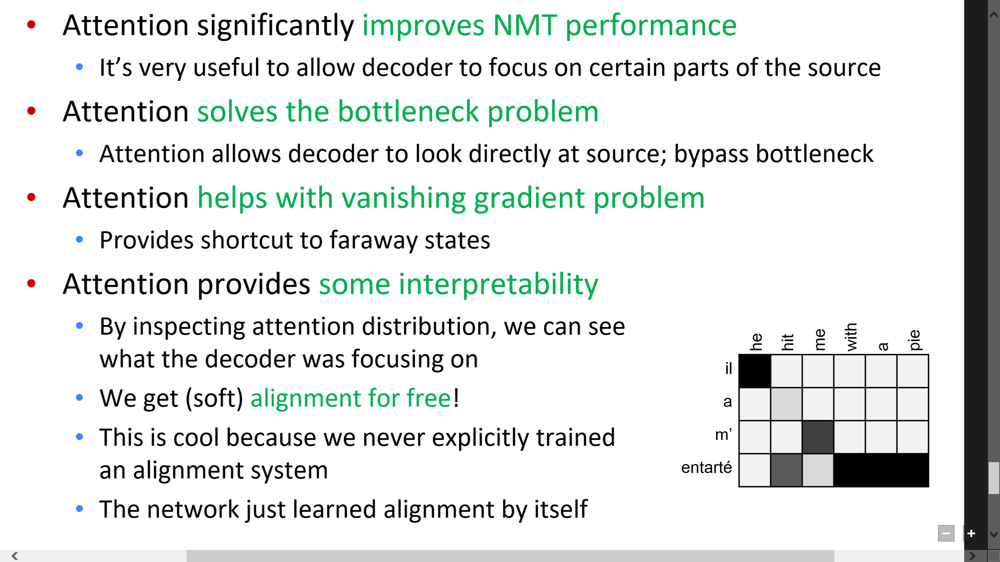 • Attention significantly improves NMT performance
• It’s very useful to allow decoder to focus on certain parts of the source
• Attention solves the bottleneck problem
• Attention allows decoder to look directly at source; bypass bottleneck
• Attention helps with vanishing gradient problem
• Provides shortcut to faraway states
• Attention provides some interpretability
• By inspecting attention distribution, we can see
what the decoder was focusing on
• We get (soft) alignment for free!
• This is cool because we never explicitly trained
an alignment system
• The network just learned alignment by itself
he hit me with a pie
il
a
m’
entarté